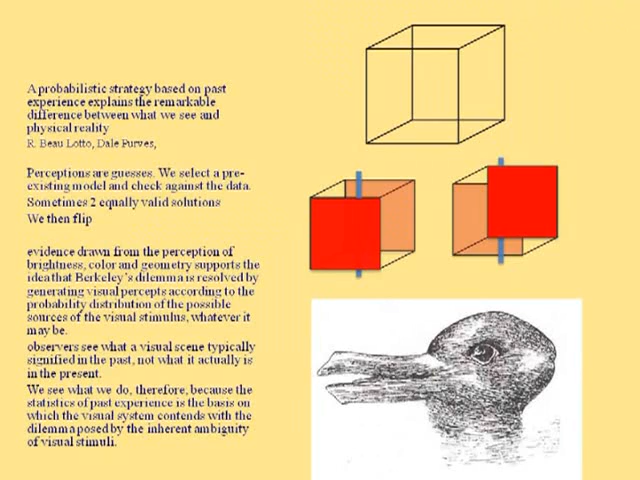 A probabilistic strategy based on past
experience explains the remarkable
difference between what we see and
physical reality
R. Beau Lotto, Dale Purves,
Perceptions are guesses. We select a pre-
existing model and check against the data.
Sometimes 2 equally valid solutions
We then flip
evidence drawn from the perception of
brightness, color and geometry supports the
idea that Berkeley's dilemma is resolved by
generating visual percepts according to the
probability distribution of the possible
sources of the visual stimulus, whatever it
may be.
observers see what a visual scene typically
signified in the past, not what it actually is
in the present.
We see what we do, therefore, because the
statistics of past experience is the basis on
which the visual system contends with the
dilemma posed by the inherent ambiguity
of visual stimuli.